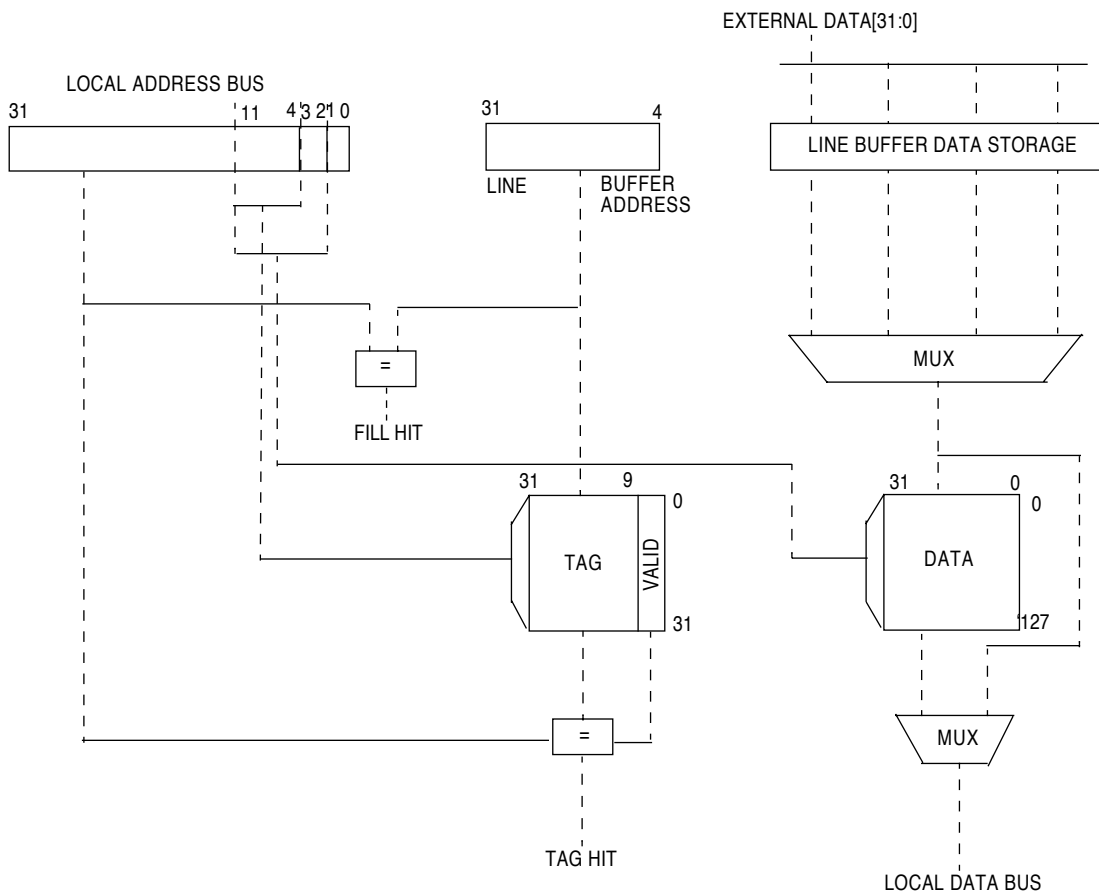 EXTERNAL DATA[31:0]
LOCAL ADDRESS BUS
31 11 4 3 2 1 0
31 4
LINE BUFFER DATA STORAGE
LINE BUFFER
ADDRESS
MUX
=
FILL HIT
31 9 0
31 0
0
TAG
VALID
DATA
31
127
=
MUX
TAG HIT
LOCAL DATA BUS